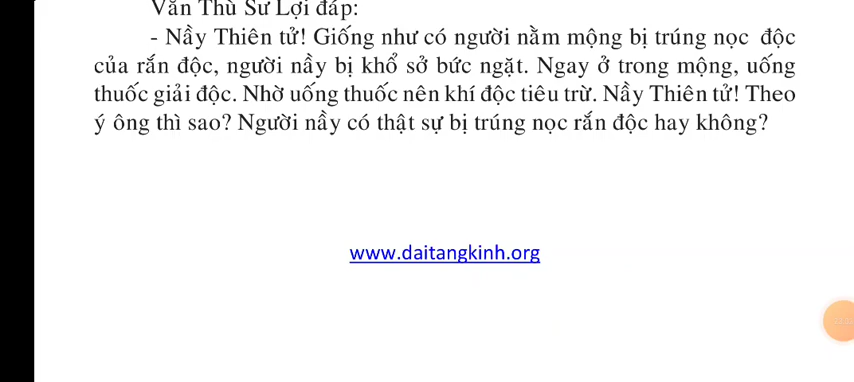 Văn Thù Sư Lợi đáp:
- Nầy Thiên tử! Giống như có người nằm mộng bị trúng nọc độc
của rắn độc, người nầy bị khổ sở bức ngặt. Ngay ở trong mộng, uống
thuốc giải độc. Nhờ uống thuốc nên khí độc tiêu trừ. Nầy Thiên tử! Theo
ý ông thì sao? Người nầy có thật sự bị trúng nọc rắn độc hay không?
www.daitangkinh.org